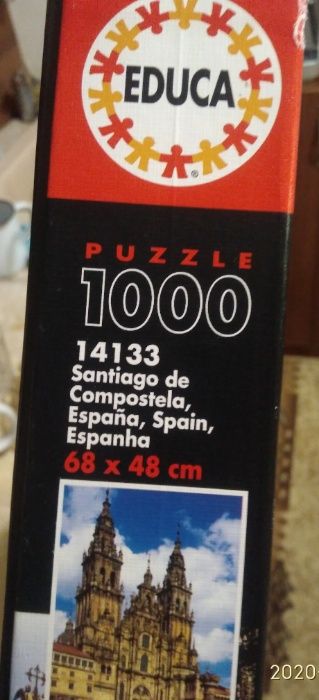 EDUCA
®
PUZZLE
1000
14133
Santiago de
Compostela,
España, Spain,
Espanha
68 x 48 cm
2020